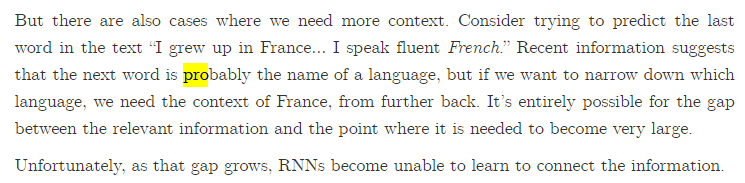 But there are also cases where we need more context. Consider trying to predict the last
word in the text “I grew up in France… I speak fluent French.” Recent information suggests
that the next word is probably the name of a language, but if we want to narrow down which
language, we need the context of France, from further back. It’s entirely possible for the gap
between the relevant information and the point where it is needed to become very large.
Unfortunately, as that gap grows, RNNs become unable to learn to connect the information.